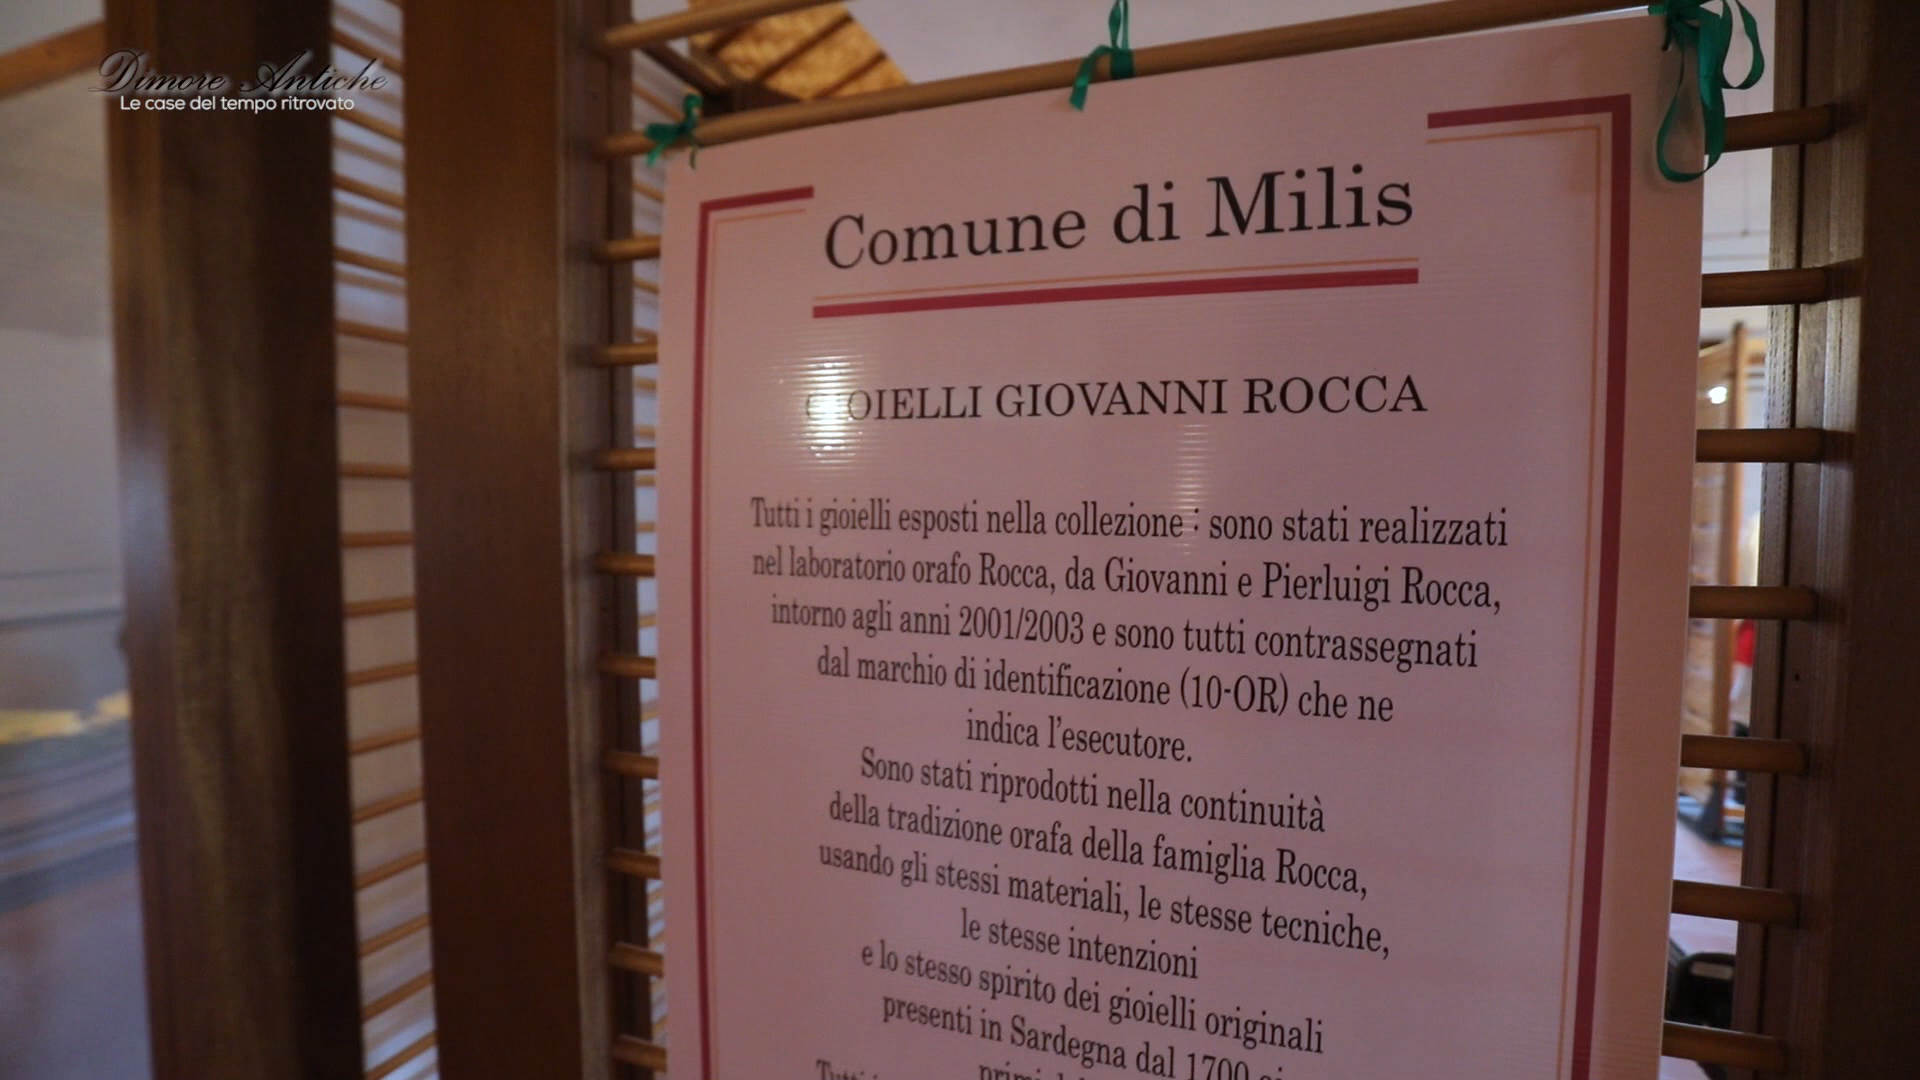 Dimore Antiche
Le case del tempo ritrovato
Comune di Milis
GIOIELLI GIOVANNI ROCCA
Tutti i gioielli esposti nella collezione : sono stati realizzati
nel laboratorio orafo Rocca, da Giovanni e Pierluigi Rocca,
intorno agli anni 2001/2003 e sono tutti contrassegnati
dal marchio di identificazione (10-OR) che ne
indica l'esecutore.
Sono stati riprodotti nella continuità
della tradizione orafa della famiglia Rocca,
usando gli stessi materiali, le stesse tecniche,
le stesse intenzioni
e lo stesso spirito dei gioielli originali
presenti in Sardegna dal 1700